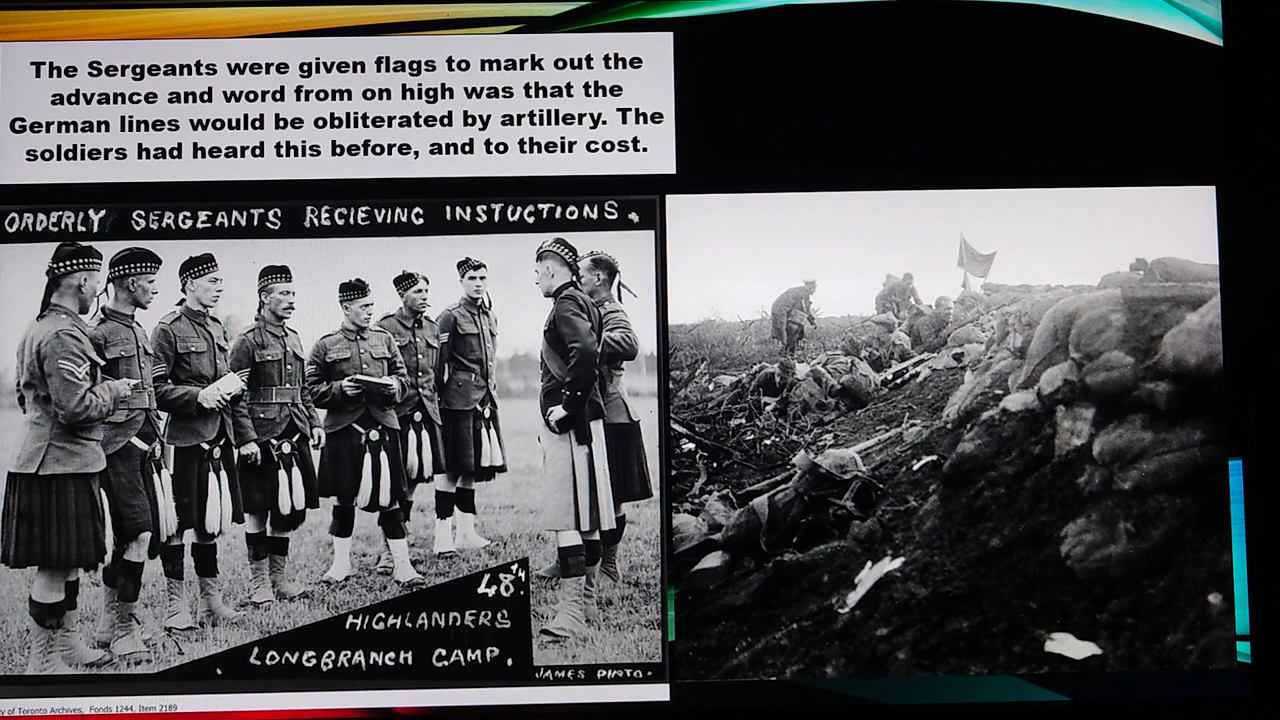 The Sergeants were given flags to mark out the
advance and word from on high was that the
German lines would be obliterated by artillery. The
soldiers had heard this before, and to their cost.
ORDERLY SERGEANTS RECIEVING INSTUCTIONS.
48TH
HIGHLANDERS
LONGBRANCH CAMP.
JAMES PINTO.
y of Toronto Archives, Fonds 1244, Item 2189